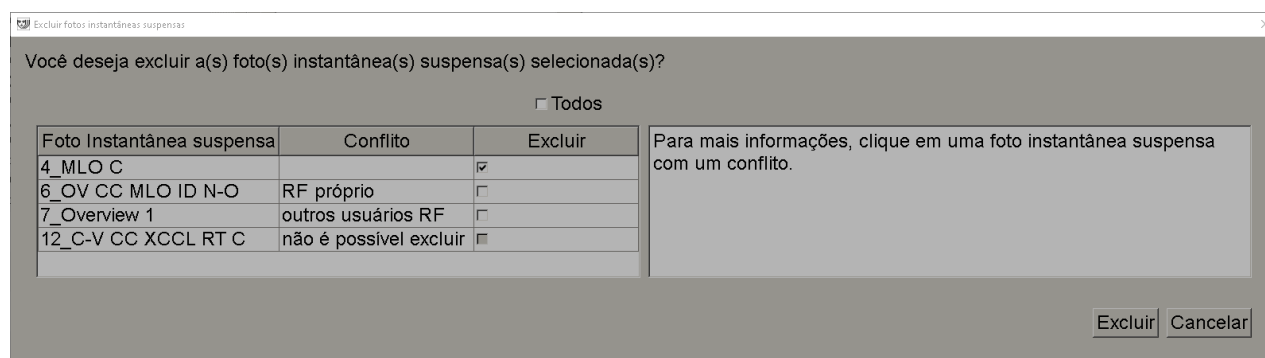 Excluir fotos instantâneas suspensas
Você deseja excluir a(s) foto(s) instantânea(s) suspensa(s) selecionada(s)?
Todos
Foto Instantânea suspensa Conflito Excluir
4_MLO C
6_OV CC MLO ID N-O RF próprio
7_Overview 1 outros usuários RF
12_C-V CC XCCL RT C não é possível excluir
Para mais informações, clique em uma foto instantânea suspensa
com um conflito.
Excluir Cancelar